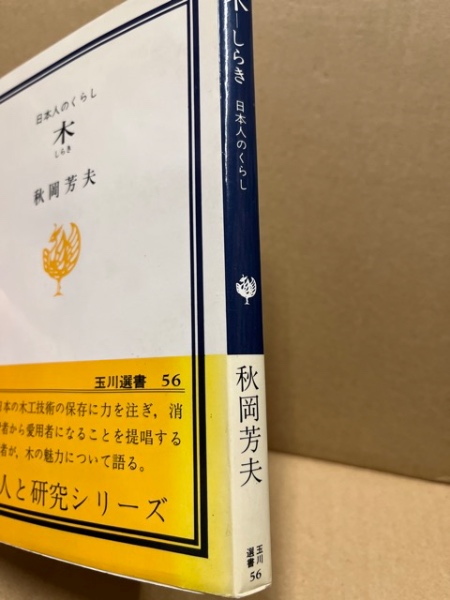 日本人のくらし
木
しらき
秋岡芳夫
玉川選書 56
日本の木工技術の保存に力を注ぎ，消
者から愛用者になることを提唱する
者が，木の魅力について語る。
人と研究シリーズ
木―しらき 日本人のくらし
秋岡芳夫
玉川
選書
56